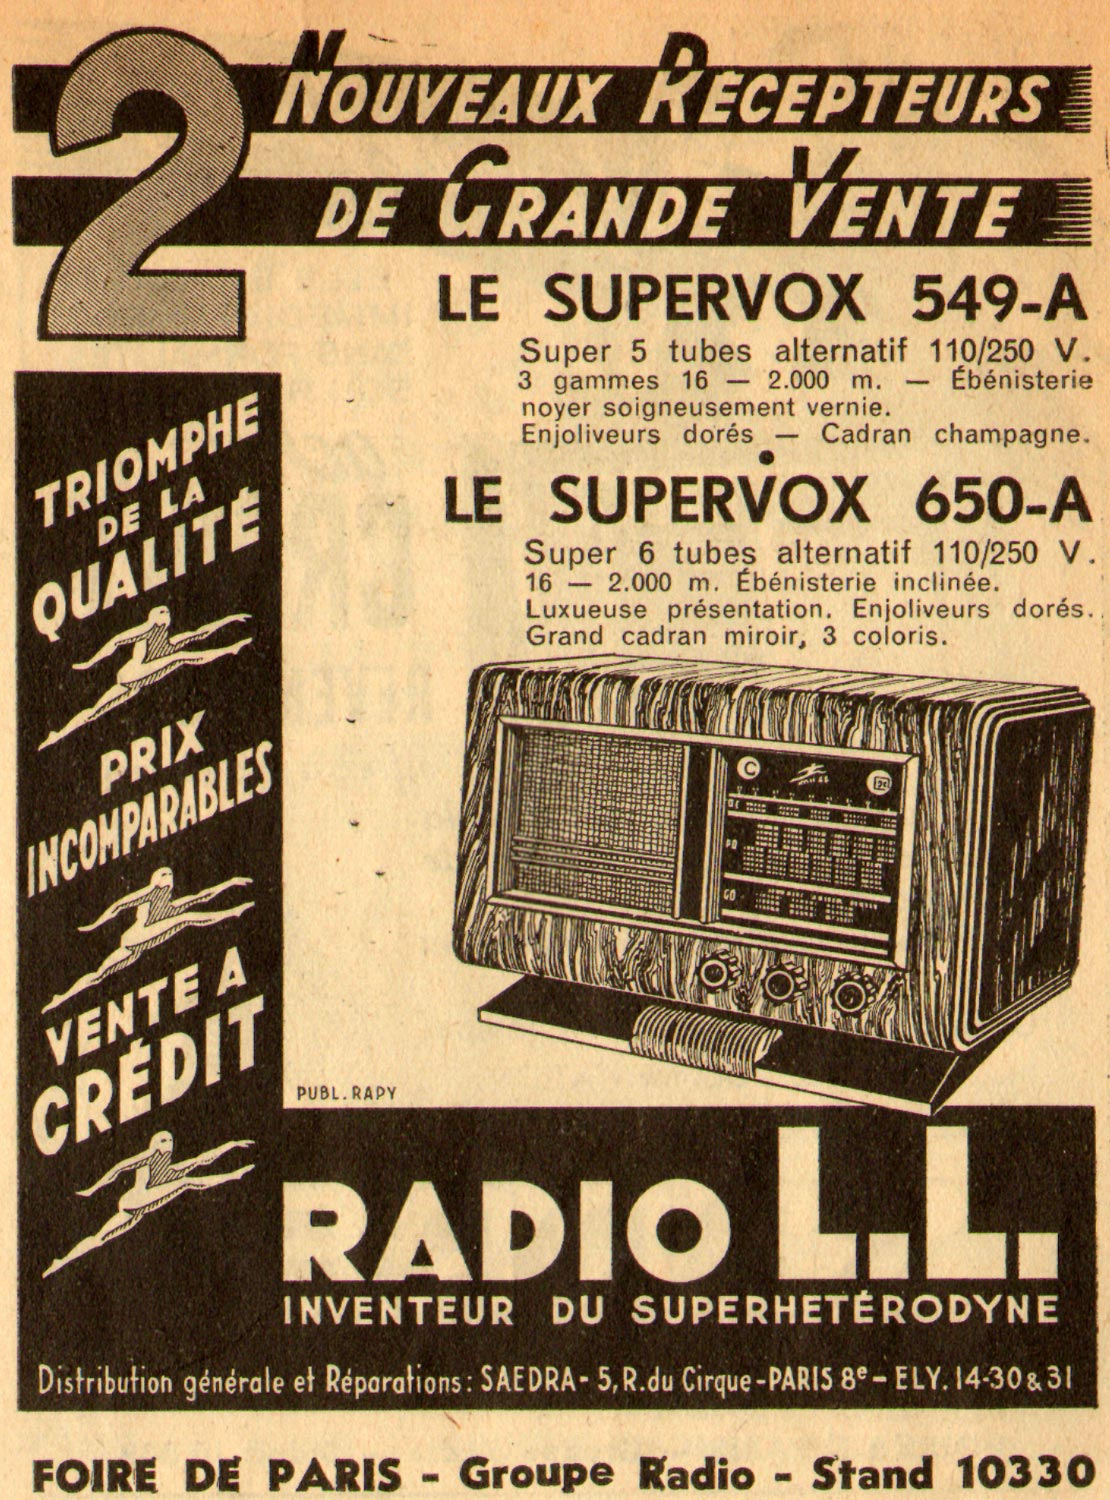 2 NOUVEAUX RÉCEPTEURS
DE GRANDE VENTE
LE SUPERVOX 549-A
Super 5 tubes alternatif 110/250 V.
3 gammes 16 — 2.000 m. — Ébénisterie
noyer soigneusement vernie.
Enjoliveurs dorés — Cadran champagne.
LE SUPERVOX 650-A
Super 6 tubes alternatif 110/250 V.
16 — 2.000 m. Ébénisterie inclinée.
Luxueuse présentation. Enjoliveurs dorés.
Grand cadran miroir, 3 coloris.
TRIOMPHE
DE LA
QUALITÉ
PRIX
INCOMPARABLES
VENTE A
CRÉDIT
C
PUBL. RAPY
RADIO L.L.
INVENTEUR DU SUPERHETÉRODYNE
Distribution générale et Réparations: SAEDRA - 5, R. du Cirque - PARIS 8e - ELY. 14-30 & 31
FOIRE DE PARIS - Groupe Radio - Stand 10330